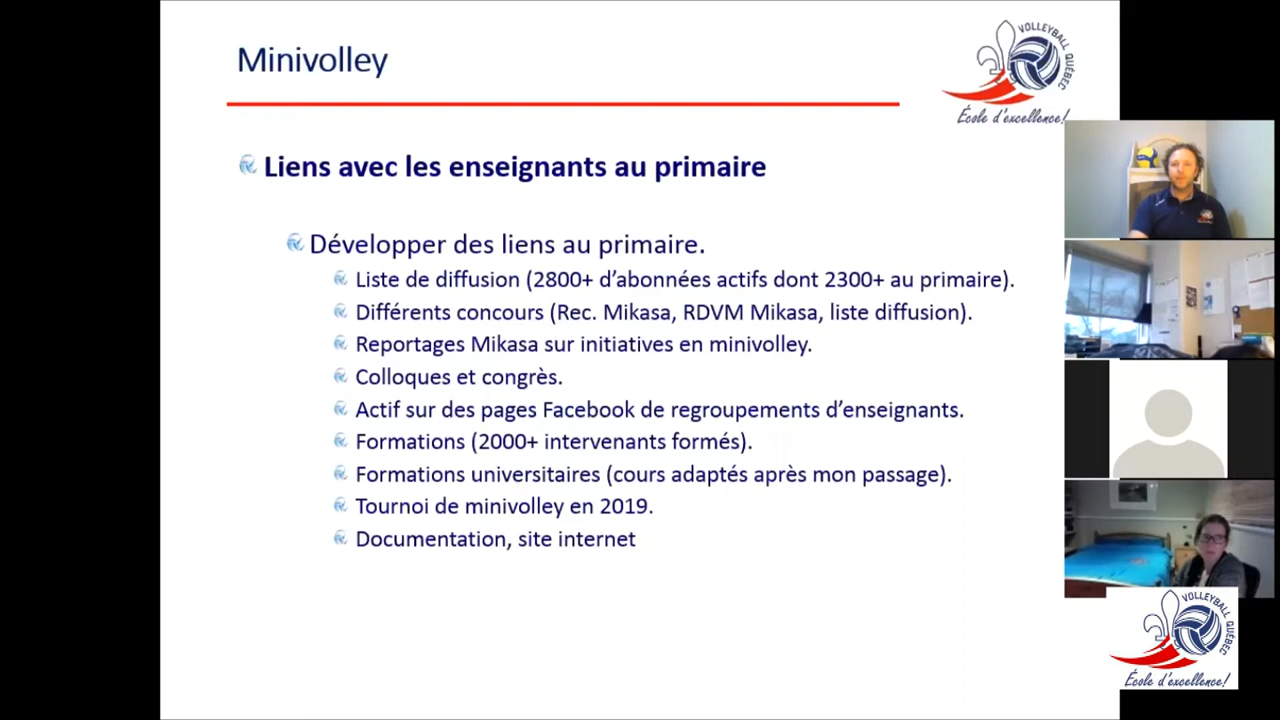 Minivolley
VOLLEYBALL QUÉBEC
École d'excellence!
Liens avec les enseignants au primaire
Développer des liens au primaire.
Liste de diffusion (2800+ d'abonnées actifs dont 2300+ au primaire).
Différents concours (Rec. Mikasa, RDVM Mikasa, liste diffusion).
Reportages Mikasa sur initiatives en minivolley.
Colloques et congrès.
Actif sur des pages Facebook de regroupements d'enseignants.
Formations (2000+ intervenants formés).
Formations universitaires (cours adaptés après mon passage).
Tournoi de minivolley en 2019.
Documentation, site internet
VOLLEYBALL QUÉBEC
École d'excellence!